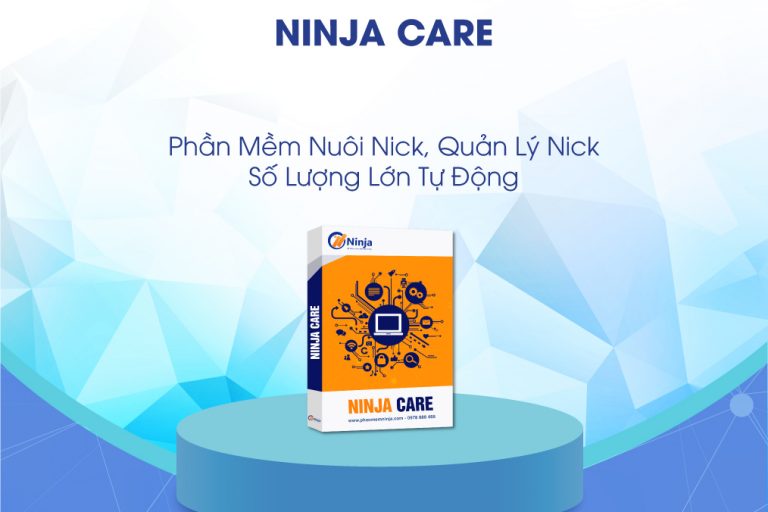 NINJA CARE
Phần Mềm Nuôi Nick, Quản Lý Nick
Số Lượng Lớn Tự Động
Ninja
NINJA CARE
NINJA CARE